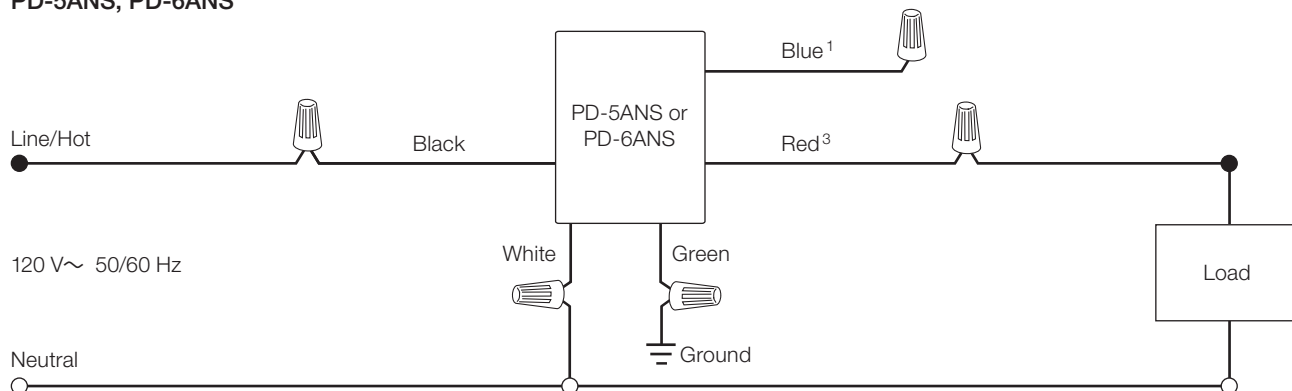 PD-5ANS, PD-6ANS
Blue¹
PD-5ANS or
PD-6ANS
Line/Hot
Black
Red³
White
Green
120 V~ 50/60 Hz
Load
Ground
Neutral